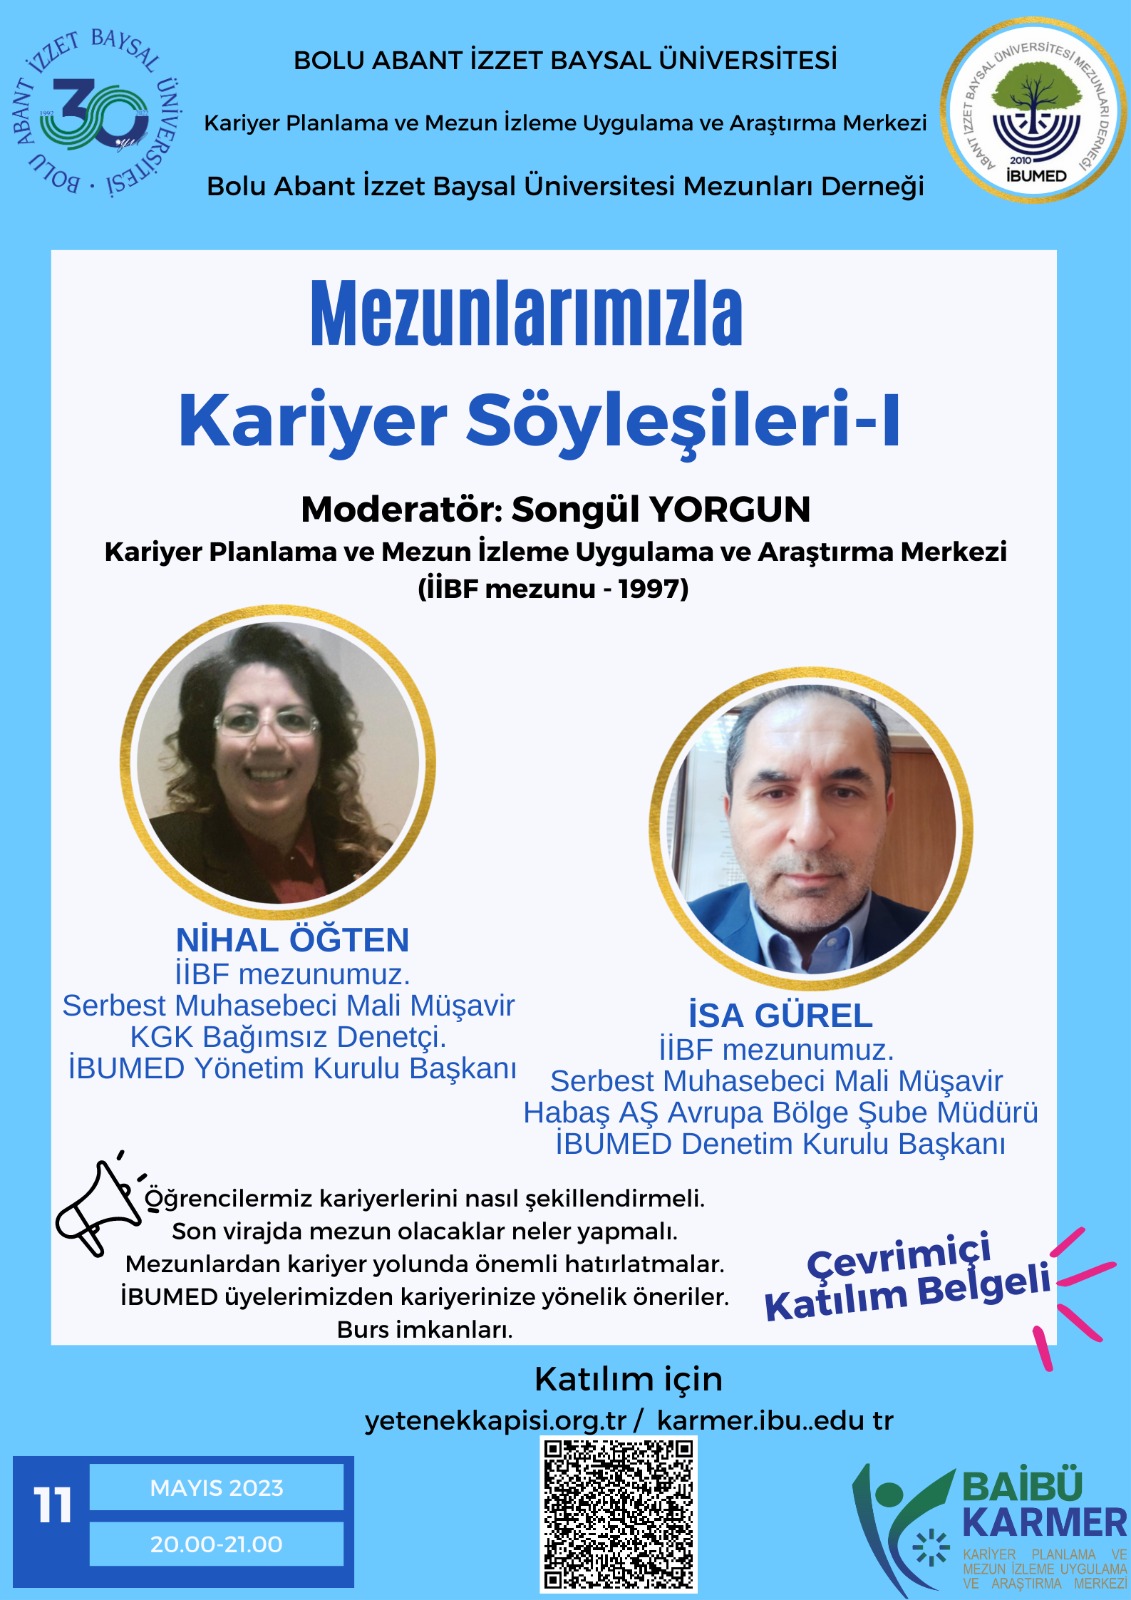 BOLU ABANT İZZET BAYSAL ÜNİVERSİTESİ
30
1992
BOLU ABANT İZZET BAYSAL ÜNİVERSİTESİ
Kariyer Planlama ve Mezun İzleme Uygulama ve Araştırma Merkezi
Bolu Abant İzzet Baysal Üniversitesi Mezunları Derneği
ABANT İZZET BAYSAL ÜNİVERSİTESİ MEZUNLARI DERNEĞİ
2010
İBUMED
Mezunlarımızla
Kariyer Söyleşileri-I
Moderatör: Songül YORGUN
Kariyer Planlama ve Mezun İzleme Uygulama ve Araştırma Merkezi
(İİBF mezunu - 1997)
NİHAL ÖĞTEN
İİBF mezunumuz.
Serbest Muhasebeci Mali Müşavir
KGK Bağımsız Denetçi.
İBUMED Yönetim Kurulu Başkanı
İSA GÜREL
İİBF mezunumuz.
Serbest Muhasebeci Mali Müşavir
Habaş AŞ Avrupa Bölge Şube Müdürü
İBUMED Denetim Kurulu Başkanı
Öğrencilermiz kariyerlerini nasıl şekillendirmeli.
Son virajda mezun olacaklar neler yapmalı.
Mezunlardan kariyer yolunda önemli hatırlatmalar.
İBUMED üyelerimizden kariyerinize yönelik öneriler.
Burs imkanları.
Çevrimiçi
Katılım Belgeli
Katılım için
yetenekkapisi.org.tr / karmer.ibu..edu tr
11
MAYIS 2023
20.00-21.00
BAİBÜ
KARMER
KARİYER PLANLAMA VE
MEZUN İZLEME UYGULAMA
VE ARAŞTIRMA MERKEZİ